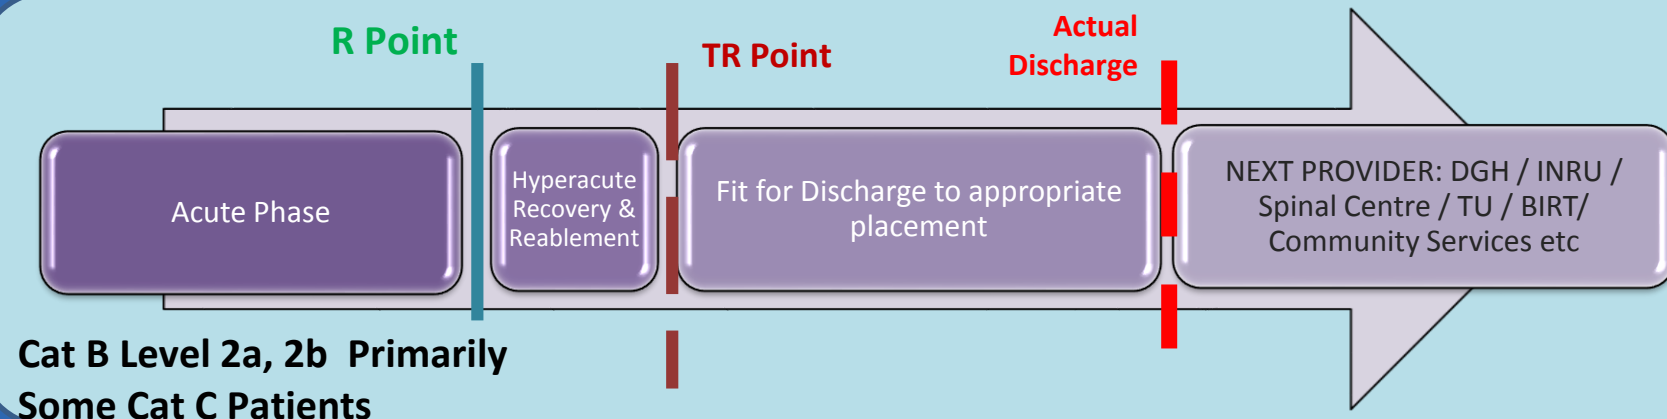 R Point
TR Point
Actual
Discharge
Acute Phase
Hyperacute
Recovery &
Reablement
Fit for Discharge to appropriate
placement
NEXT PROVIDER: DGH / INRU /
Spinal Centre / TU / BIRT/
Community Services etc
Cat B Level 2a, 2b  Primarily
Some Cat C Patients